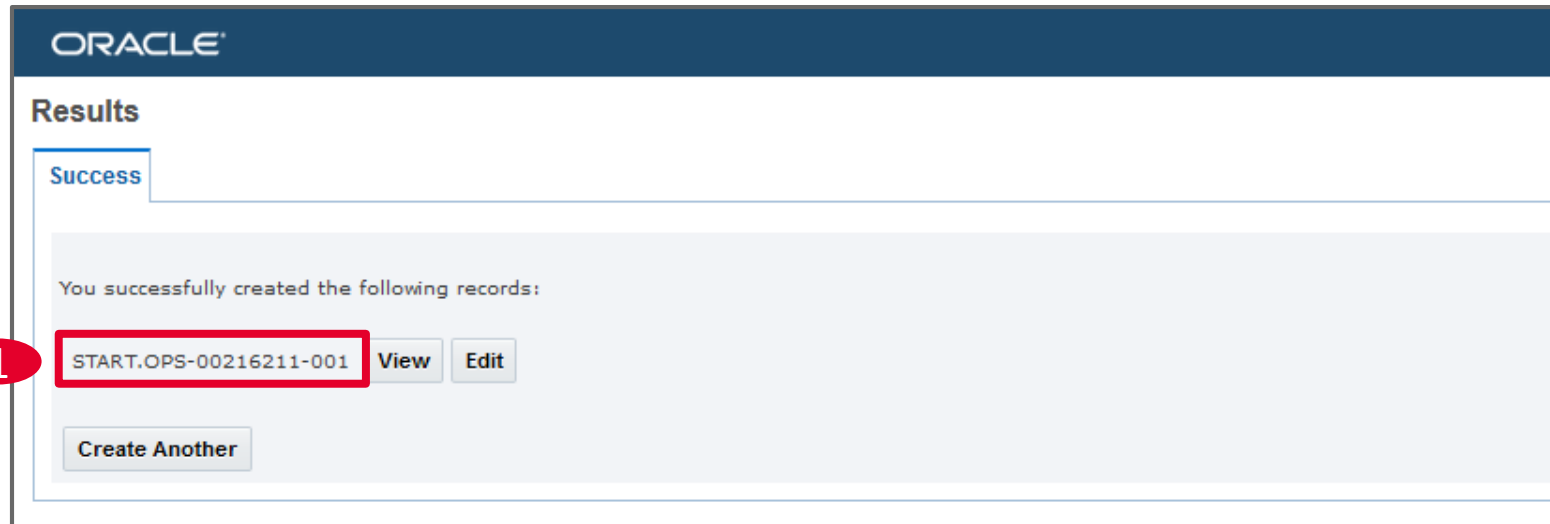 ORACLE
Results
Success
You successfully created the following records:
START.OPS-00216211-001 View Edit
Create Another